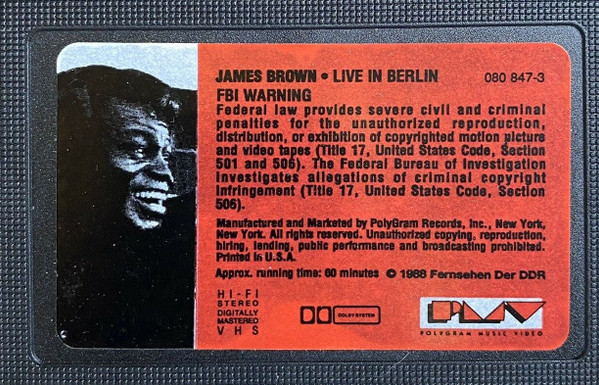 JAMES BROWN • LIVE IN BERLIN 080 847-3
FBI WARNING
Federal law provides severe civil and criminal
penalties for the unauthorized reproduction,
distribution, or exhibition of copyrighted motion picture
and video tapes (Title 17, United States Code, Section
501 and 506). The Federal Bureau of Investigation
investigates allegations of criminal copyright
infringement (Title 17, United States Code, Section
506).
Manufactured and Marketed by PolyGram Records, Inc., New York,
New York. All rights reserved. Unauthorized copying, reproduction,
hiring, lending, public performance and broadcasting prohibited.
Printed in U.S.A.
Approx. running time: 60 minutes © 1988 Fernsehen Der DDR
HI-FI
STEREO
DIGITALLY
MASTERED
VHS
DOLBY SYSTEM
PMV
POLYGRAM MUSIC VIDEO